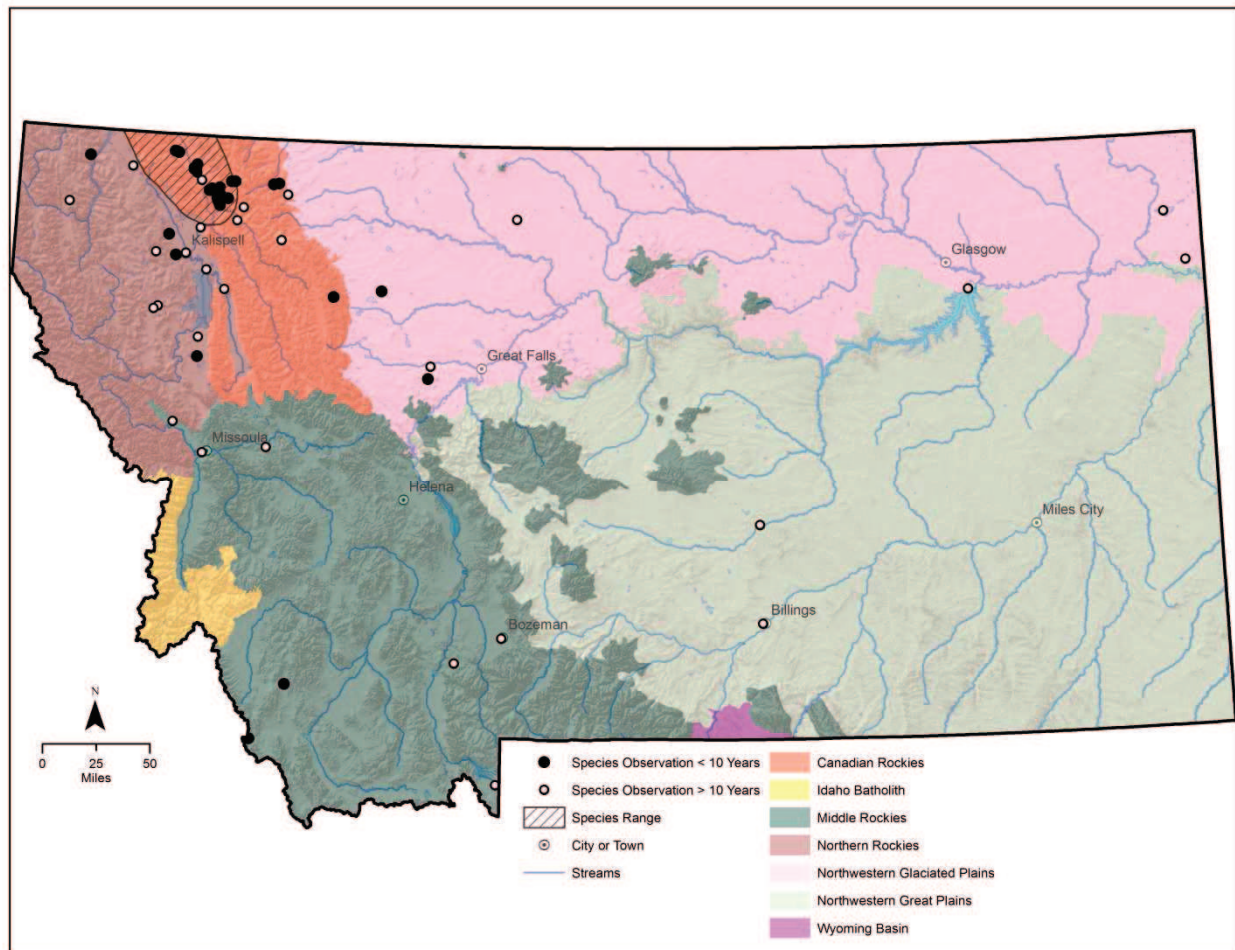 Kalispell
Glasgow
Great Falls
Missoula
Helena
Miles City
Billings
Bozeman
N
0 25 50
Miles
Species Observation < 10 Years
Species Observation > 10 Years
Species Range
City or Town
Streams
Canadian Rockies
Idaho Batholith
Middle Rockies
Northern Rockies
Northwestern Glaciated Plains
Northwestern Great Plains
Wyoming Basin